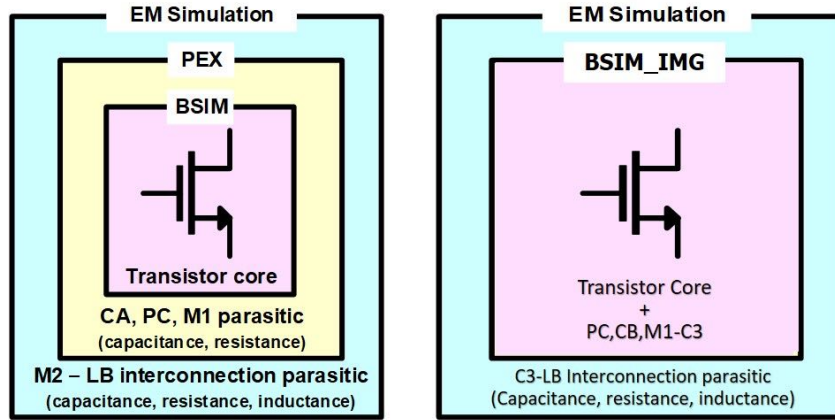 EM Simulation
PEX
BSIM
Transistor core
CA, PC, M1 parasitic
(capacitance, resistance)
M2 – LB interconnection parasitic
(capacitance, resistance, inductance)
EM Simulation
BSIM_IMG
Transistor Core
+
PC,CB,M1-C3
C3-LB Interconnection parasitic
(Capacitance, resistance, inductance)